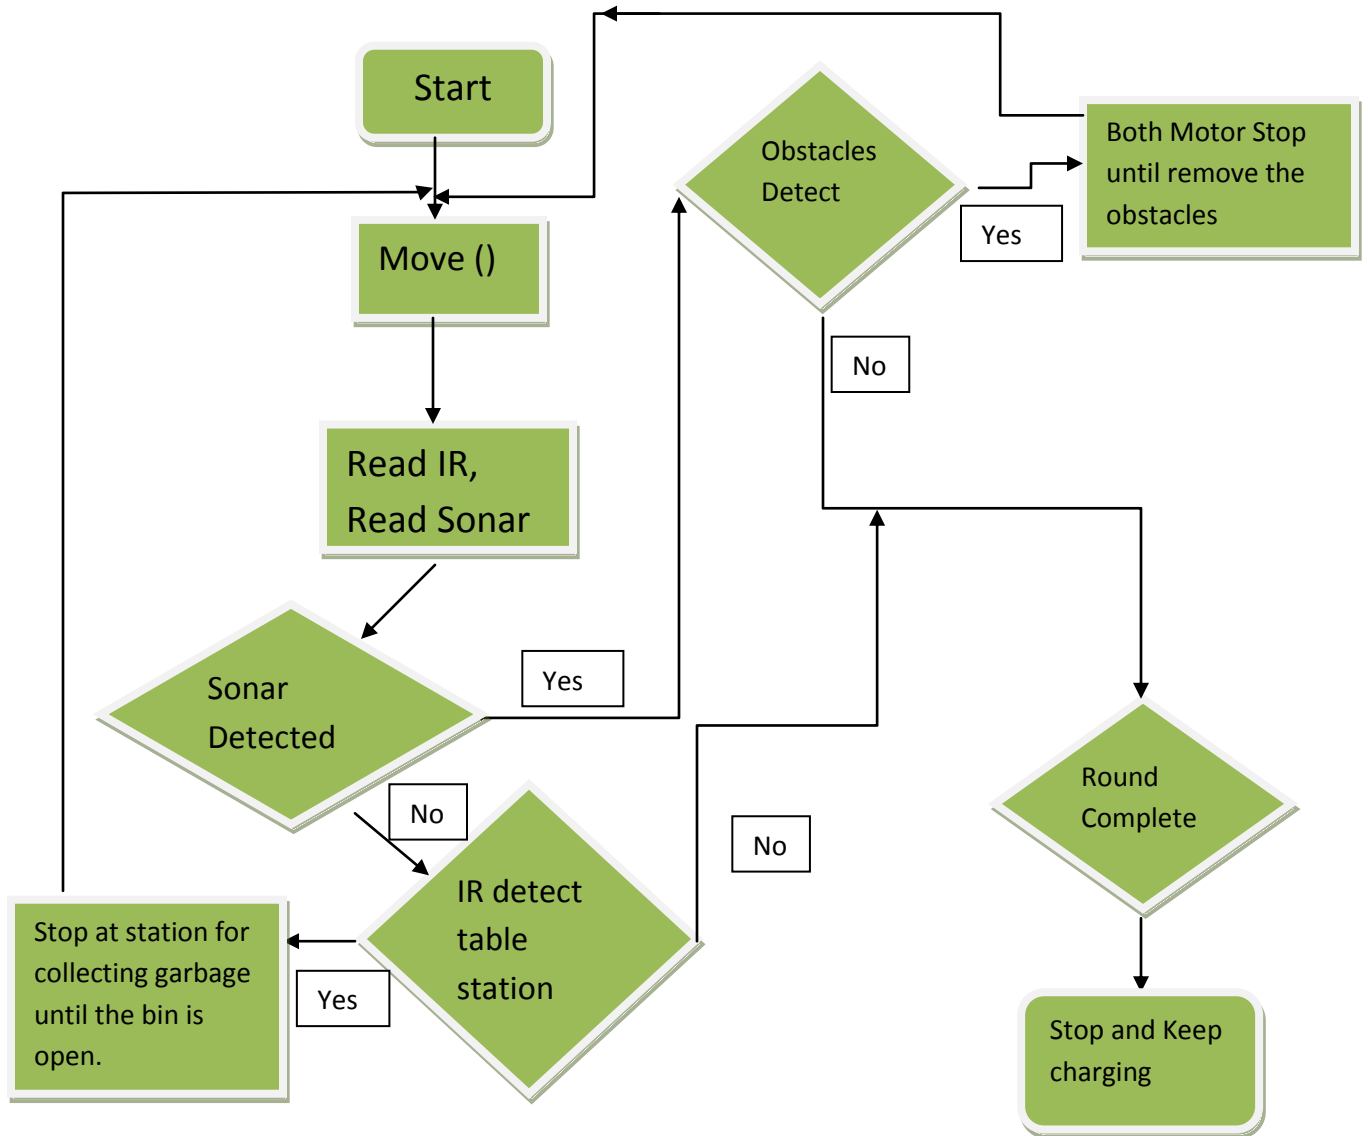 Start
Move ()
Read IR,
Read Sonar
Sonar
Detected
Yes
No
IR detect
table
station
Yes
No
Stop at station for
collecting garbage
until the bin is
open.
Obstacles
Detect
Yes
No
Both Motor Stop
until remove the
obstacles
Round
Complete
Stop and Keep
charging